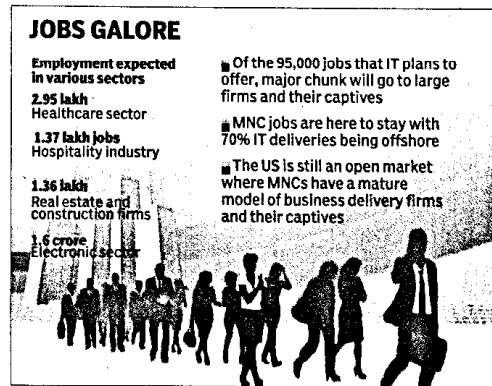 JOBS GALORE
Employment expected
in various sectors
2.95 lakh
Healthcare sector
1.37 lakh jobs
Hospitality industry
1.36 lakh
Real estate and
construction firms
1.6 crore
Electronic sector
Of the 95,000 jobs that IT plans to
offer, major chunk will go to large
firms and their captives
MNC jobs are here to stay with
70% IT deliveries being offshore
The US is still an open market
where MNCs have a mature
model of business delivery firms
and their captives